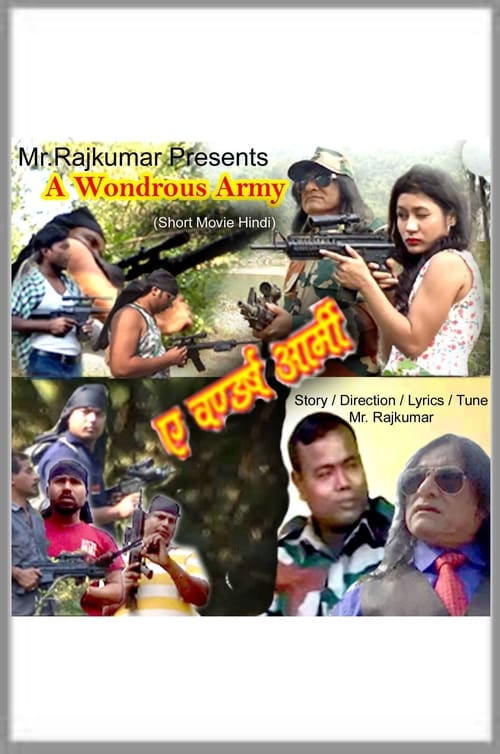 Mr.Rajkumar Presents
A Wondrous Army
(Short Movie Hindi)
ए वण्डर्ष आर्मी
Story / Direction / Lyrics / Tune
Mr. Rajkumar